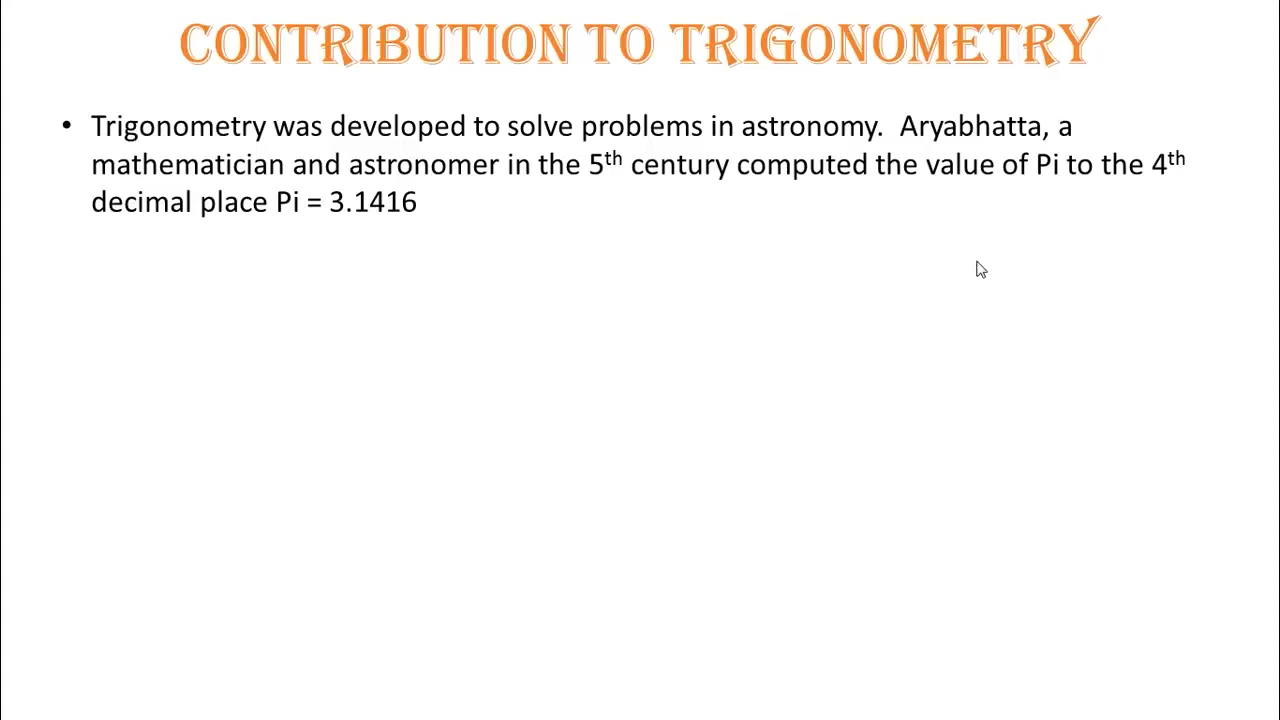 CONTRIBUTION TO TRIGONOMETRY
• Trigonometry was developed to solve problems in astronomy.  Aryabhatta, a
mathematician and astronomer in the 5th century computed the value of Pi to the 4th
decimal place Pi = 3.1416